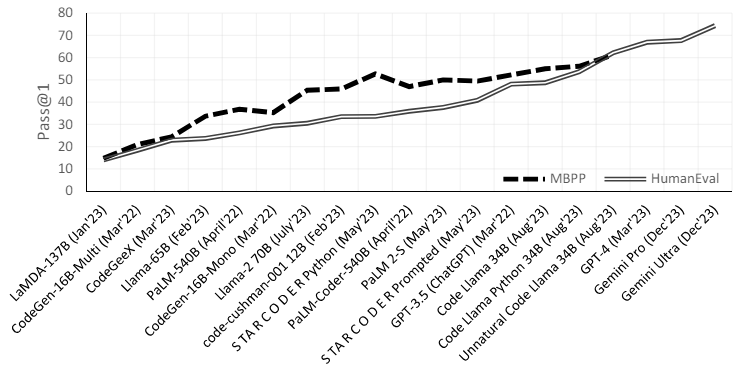 80
70
60
50
40
30
20
10
0
Pass@1
MBPP
HumanEval
LaMDA-137B (Jan'23)
CodeGen-16B-Multi (Mar'22)
CodeGeeX (Mar'23)
Llama-65B (Feb'23)
PaLM-540B (April'22)
CodeGen-16B-Mono (Mar'22)
Llama-2 70B (July'23)
code-cushman-001 12B (Feb'23)
S TA R C O D E R Python (May'23)
PaLM-Coder-540B (April'22)
PaLM 2-S (May'23)
S TA R C O D E R Prompted (May'23)
GPT-3.5 (ChatGPT) (Mar'22)
Code Llama 34B (Aug'23)
Code Llama Python 34B (Aug'23)
Unnatural Code Llama 34B (Aug'23)
GPT-4 (Mar'23)
Gemini Pro (Dec'23)
Gemini Ultra (Dec'23)